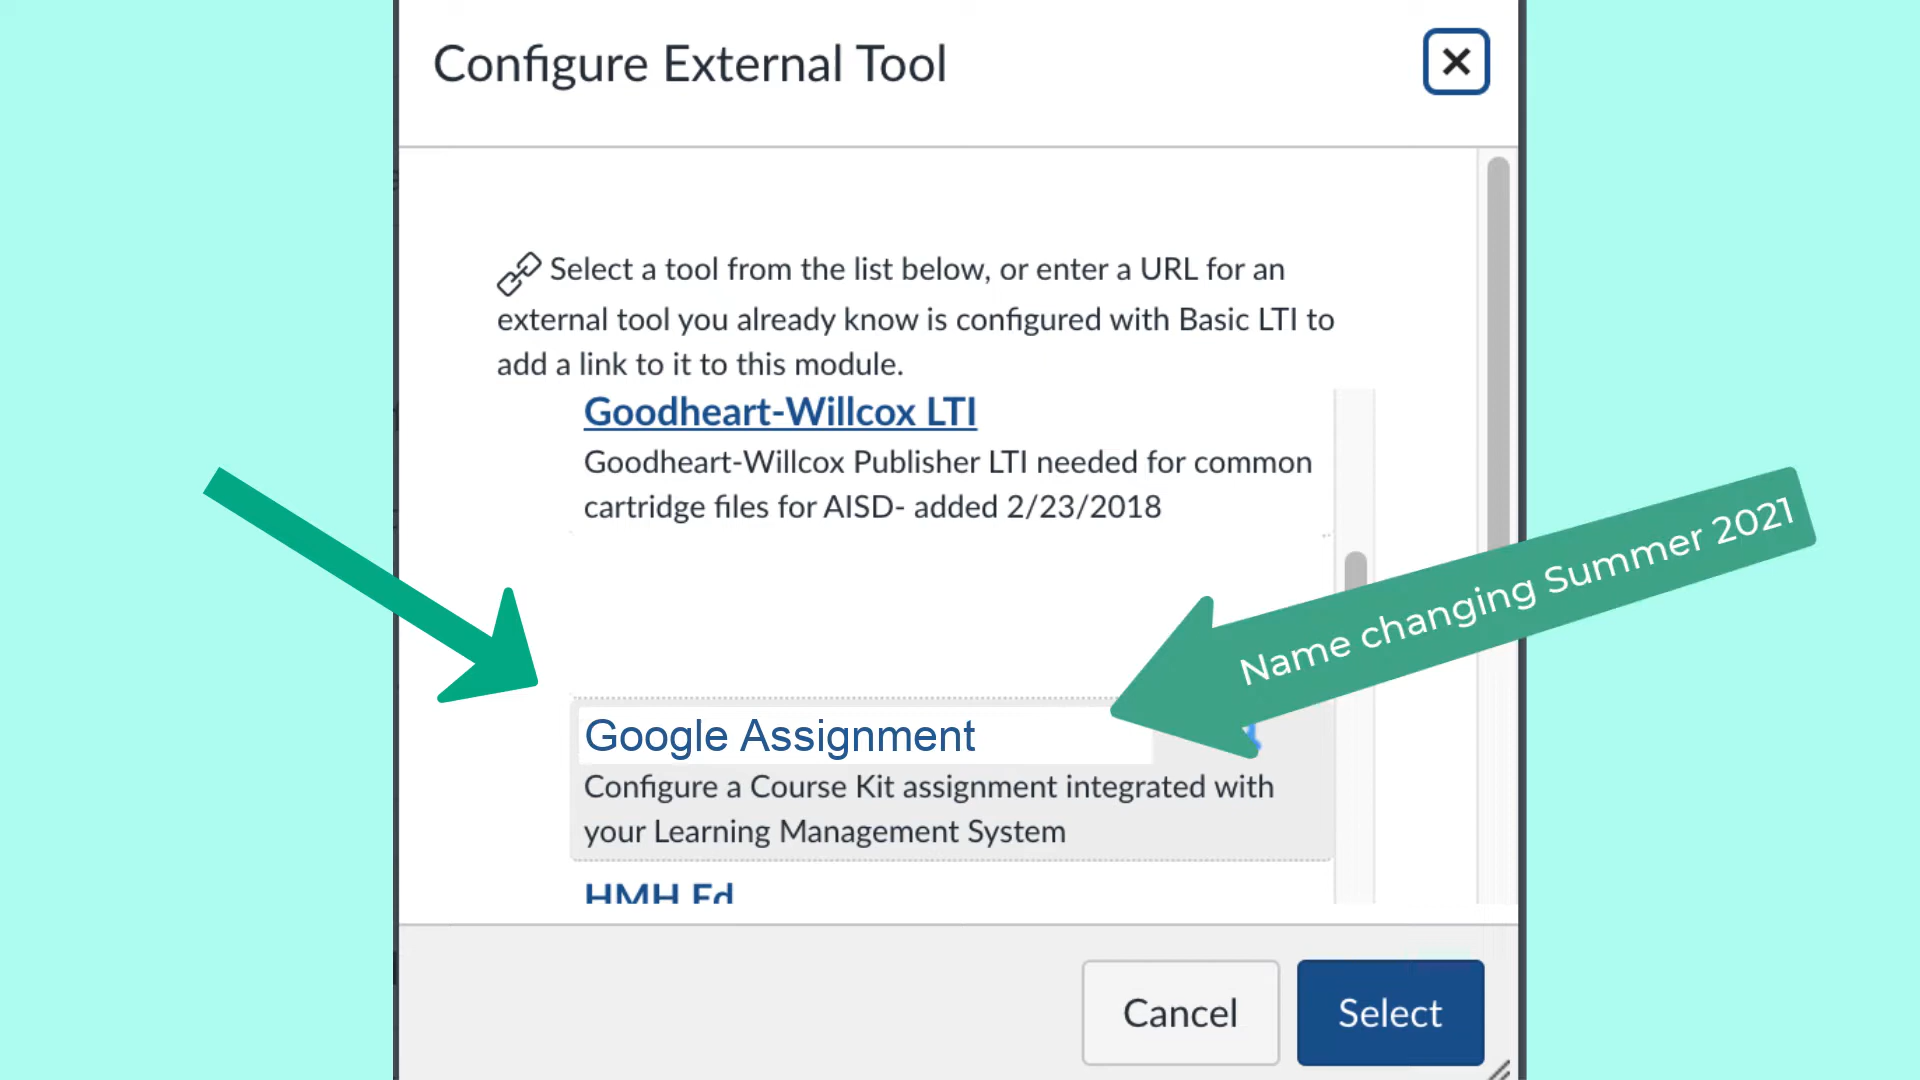 Configure External Tool
Select a tool from the list below, or enter a URL for an
external tool you already know is configured with Basic LTI to
add a link to it to this module.
Goodheart-Willcox LTI
Goodheart-Willcox Publisher LTI needed for common
cartridge files for AISD- added 2/23/2018
Name changing Summer 2021
Google Assignment
Configure a Course Kit assignment integrated with
your Learning Management System
HMH Ed
Cancel
Select